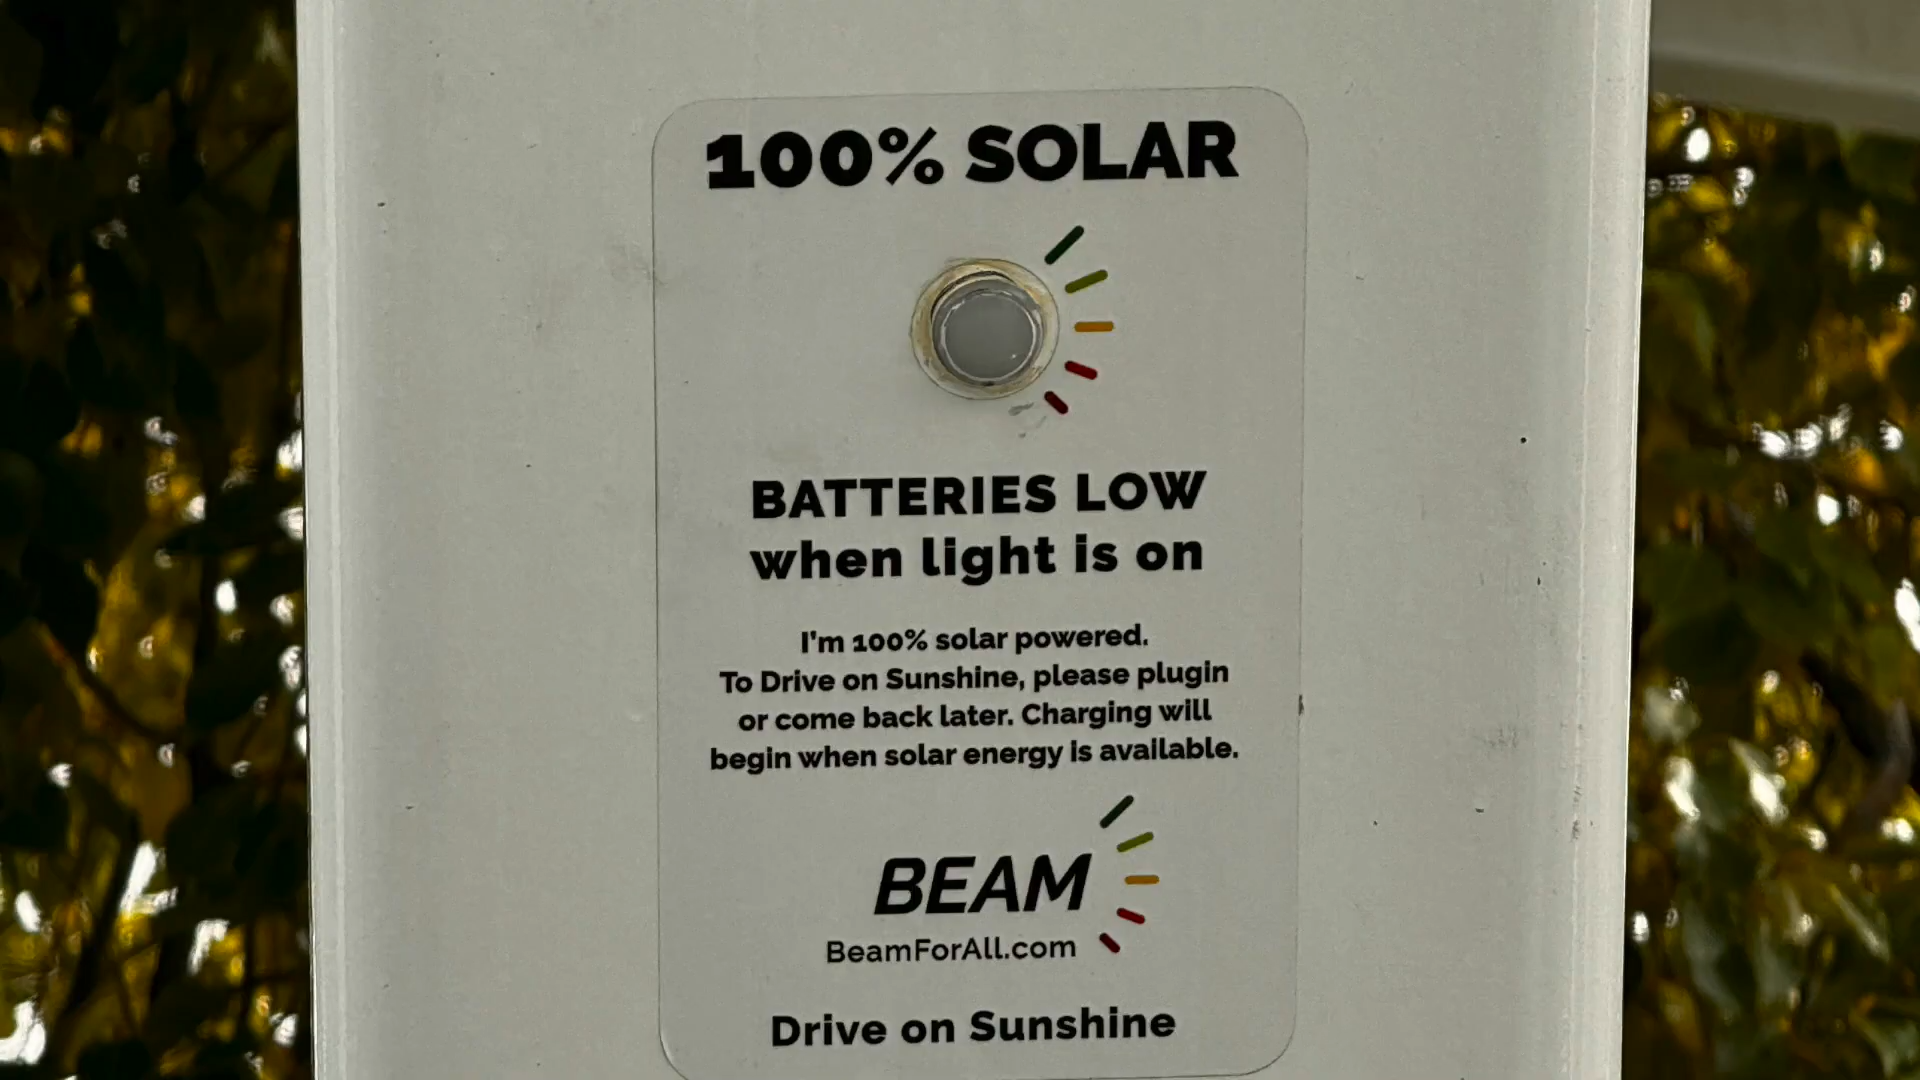 100% SOLAR
BATTERIES LOW
when light is on
I'm 100% solar powered.
To Drive on Sunshine, please plugin
or come back later. Charging will
begin when solar energy is available.
BEAM
BeamForAll.com
Drive on Sunshine